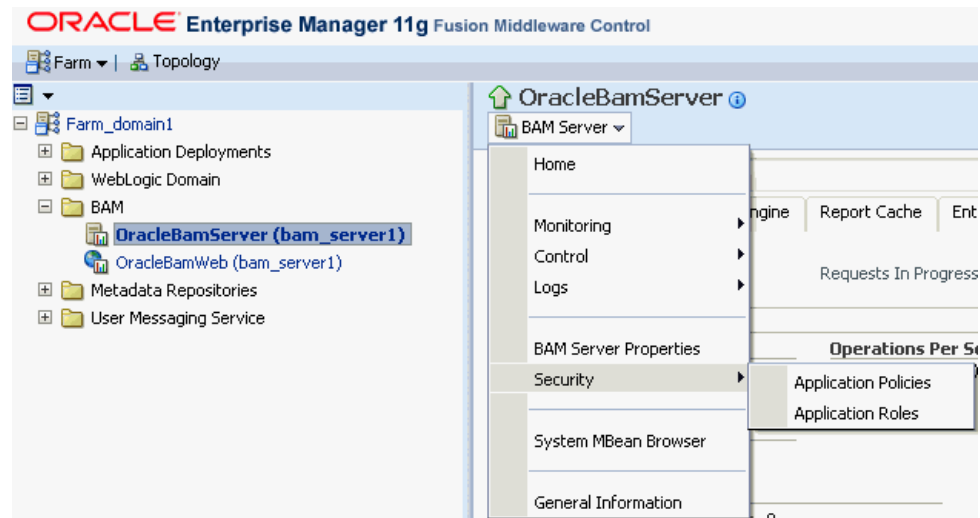 ORACLE Enterprise Manager 11g Fusion Middleware Control
Farm Topology
Farm_domain1
Application Deployments
WebLogic Domain
BAM
OracleBamServer (bam_server1)
OracleBamWeb (bam_server1)
Metadata Repositories
User Messaging Service
OracleBamServer
BAM Server
Home
Monitoring
Control
Logs
BAM Server Properties
Security
System MBean Browser
General Information
Application Policies
Application Roles
Report Cache
Requests In Progress
Operations Per